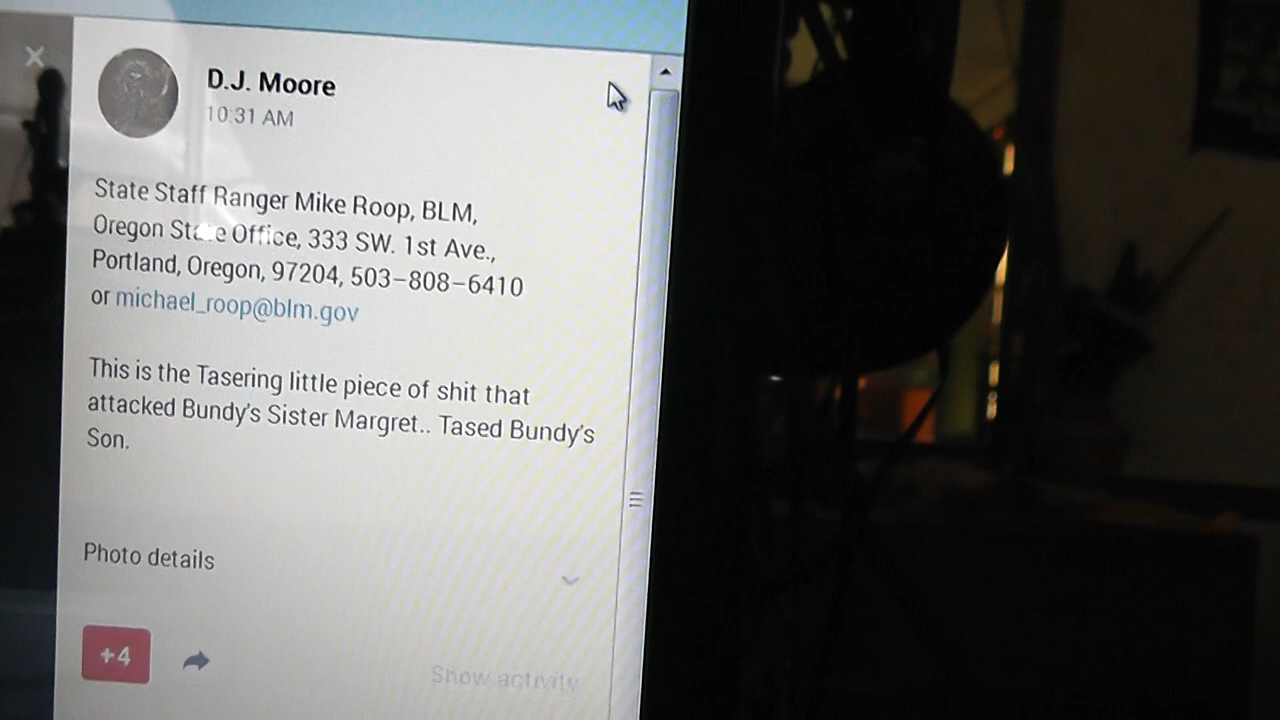 D.J. Moore
10:31 AM
State Staff Ranger Mike Roop, BLM,
Oregon State Office, 333 SW. 1st Ave.,
Portland, Oregon, 97204, 503-808-6410
or michael_roop@blm.gov
This is the Tasering little piece of shit that
attacked Bundy's Sister Margret.. Tased Bundy's
Son.
Photo details
+4
Show activity